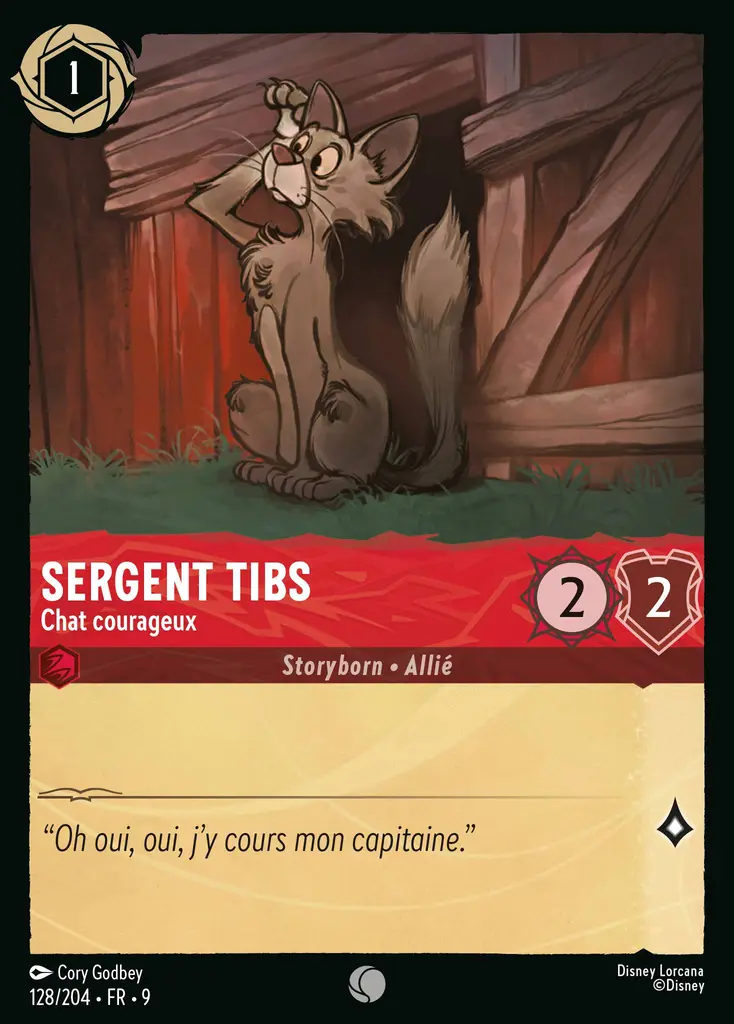 1
SERGENT TIBS
Chat courageux
2
2
Storyborn • Allié
“Oh oui, oui, j’y cours mon capitaine.”
Cory Godbey
128/204 • FR • 9
Disney Lorcana
©Disney